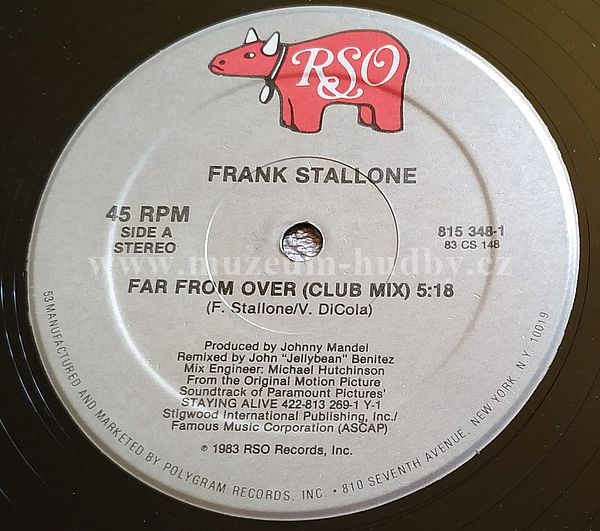 RSO
FRANK STALLONE
45 RPM
SIDE A
STEREO
815 348-1
83 CS 148
www.muzeum-hudby.cz
FAR FROM OVER (CLUB MIX) 5:18
(F. Stallone/V. DiCola)
Produced by Johnny Mandel
Remixed by John "Jellybean" Benitez
Mix Engineer: Michael Hutchinson
From the Original Motion Picture
Soundtrack of Paramount Pictures'
STAYING ALIVE 422-813 269-1 Y-1
Stigwood International Publishing, Inc./
Famous Music Corporation (ASCAP)
℗ 1983 RSO Records, Inc.
53 MANUFACTURED AND MARKETED BY POLYGRAM RECORDS, INC. • 810 SEVENTH AVENUE, NEW YORK, N.Y. 10019